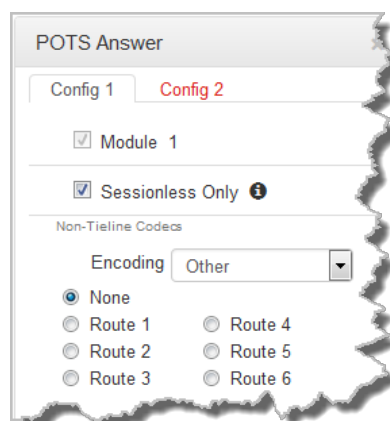 POTS Answer
Config 1 Config 2
Module 1
Sessionless Only
Non-Tieline Codecs
Encoding Other
None
Route 1 Route 4
Route 2 Route 5
Route 3 Route 6